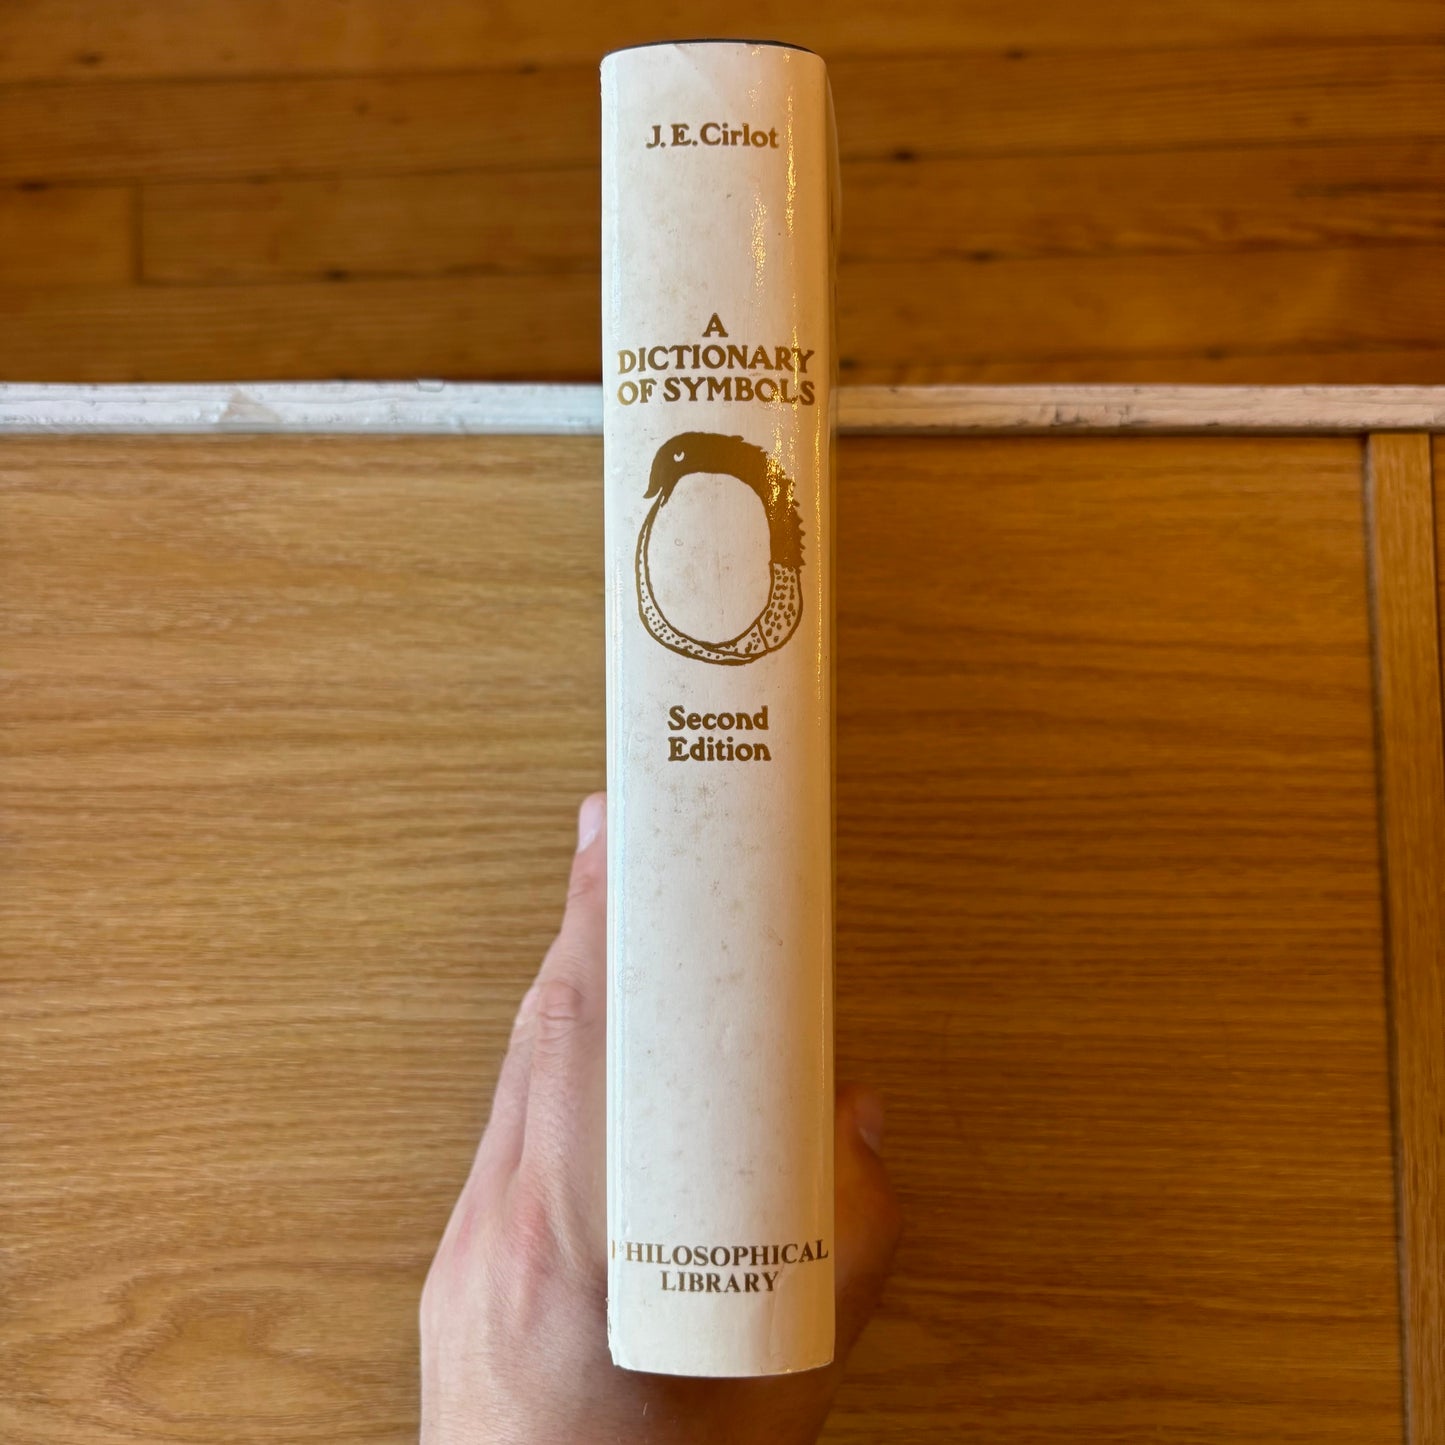 J. E. Cirlot
A
DICTIONARY
OF SYMBOLS
Second
Edition
PHILOSOPHICAL
LIBRARY